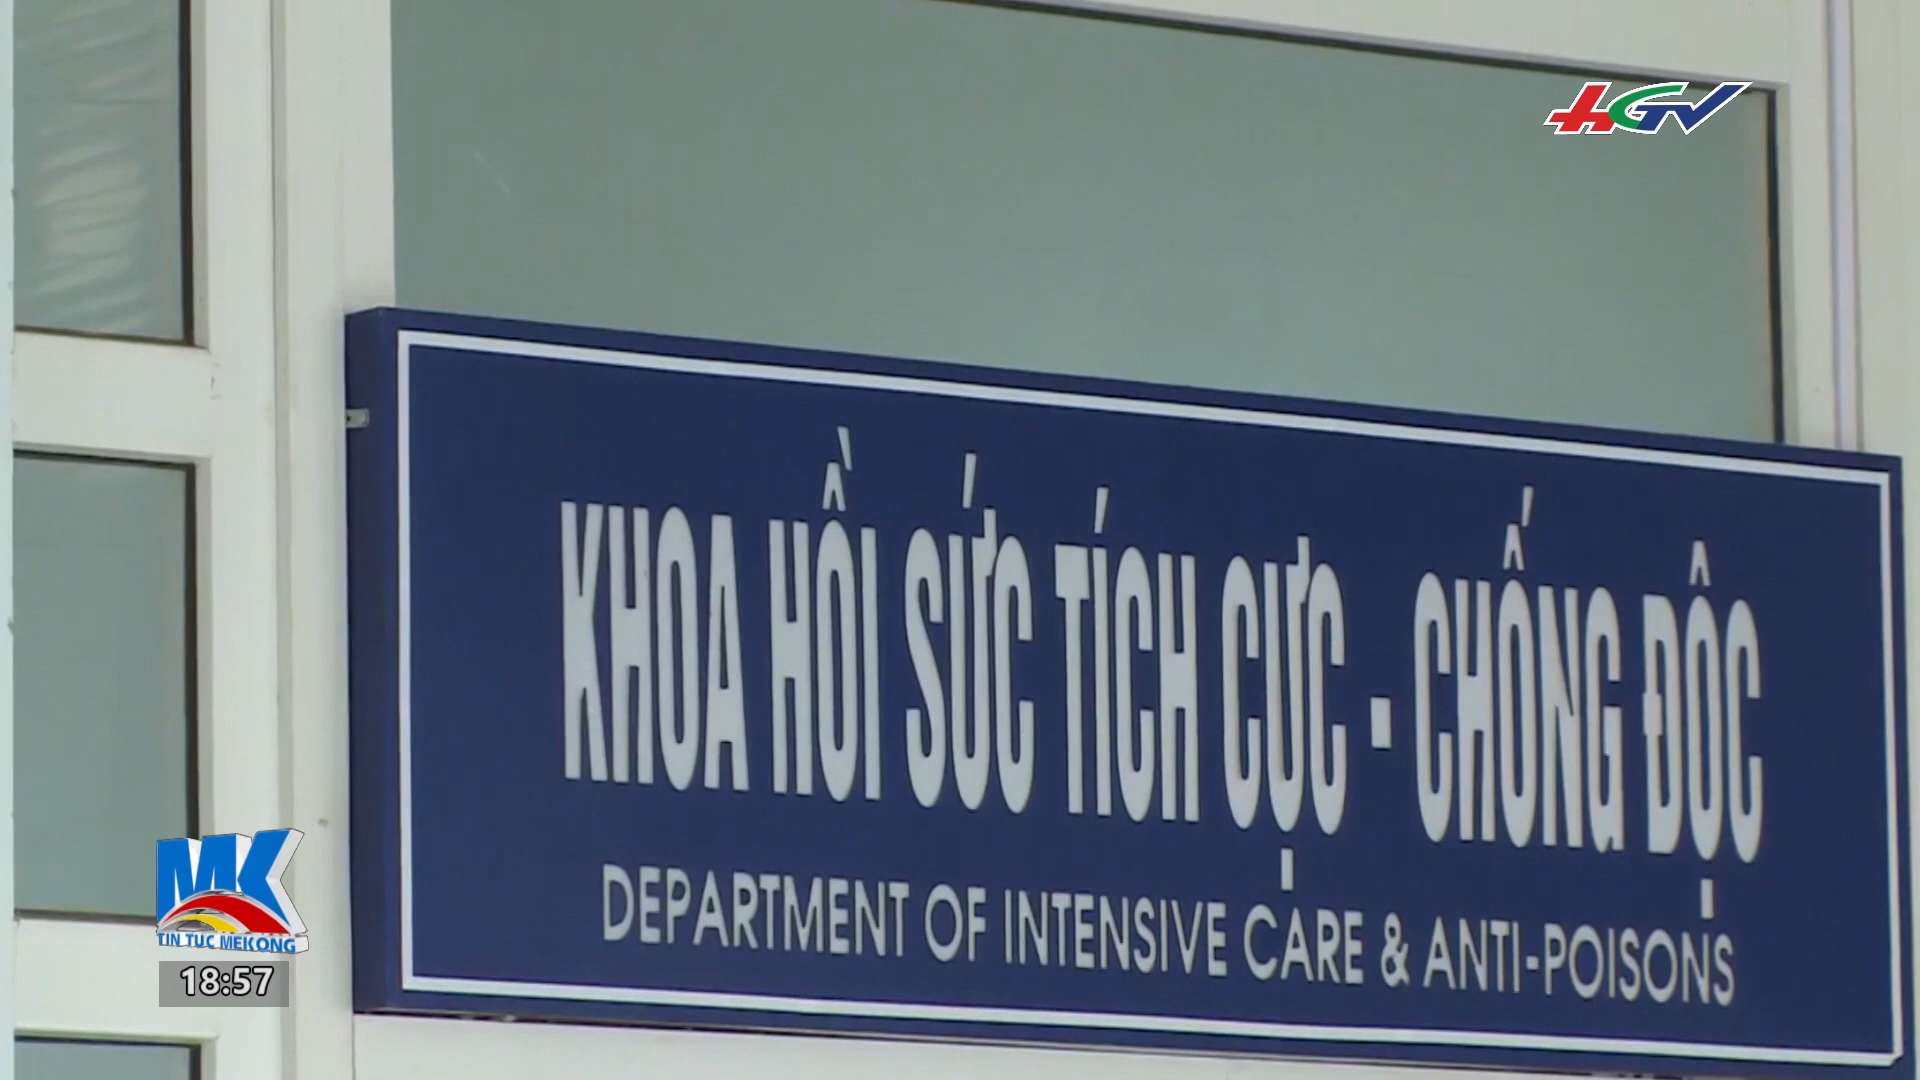 HGV
KHOA HỒI SỨC TÍCH CỰC - CHỐNG ĐỘC
DEPARTMENT OF INTENSIVE CARE & ANTI-POISONS
MK
TIN TUC MEKONG
18:57